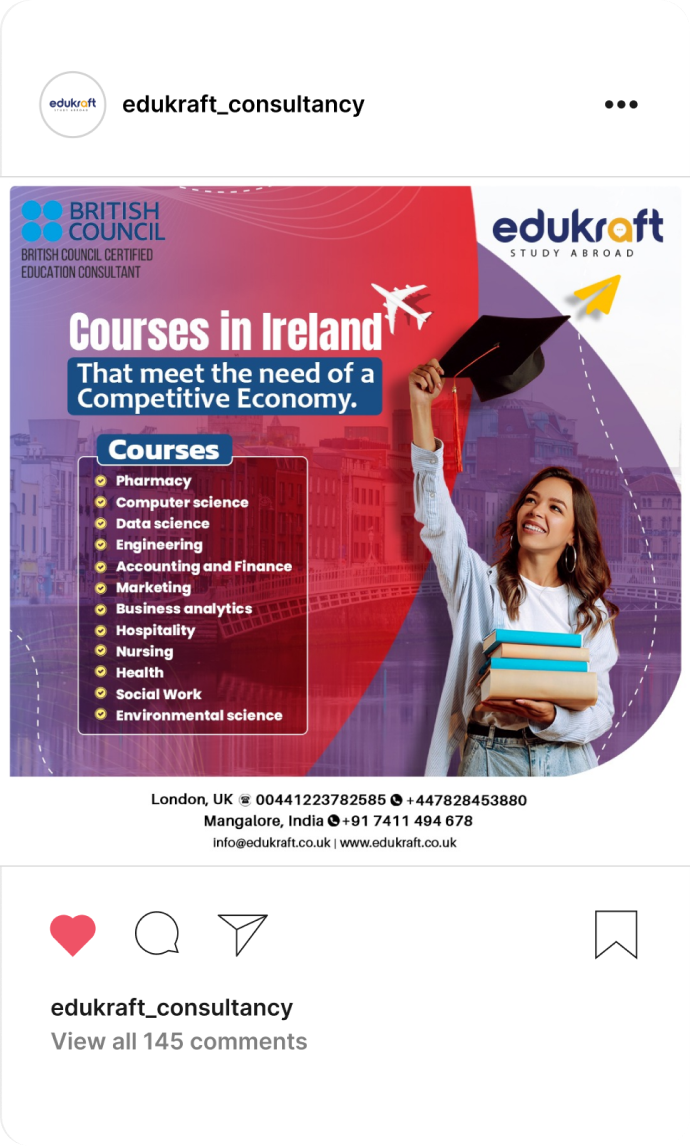 edukraft
STUDY ABROAD
edukraft_consultancy
BRITISH
COUNCIL
BRITISH COUNCIL CERTIFIED
EDUCATION CONSULTANT
edukraft
STUDY ABROAD
Courses in Ireland
That meet the need of a
Competitive Economy.
Courses
Pharmacy
Computer science
Data science
Engineering
Accounting and Finance
Marketing
Business analytics
Hospitality
Nursing
Health
Social Work
Environmental science
London, UK 00441223782585 +447828453880
Mangalore, India +91 7411 494 678
info@edukraft.co.uk | www.edukraft.co.uk
edukraft_consultancy
View all 145 comments